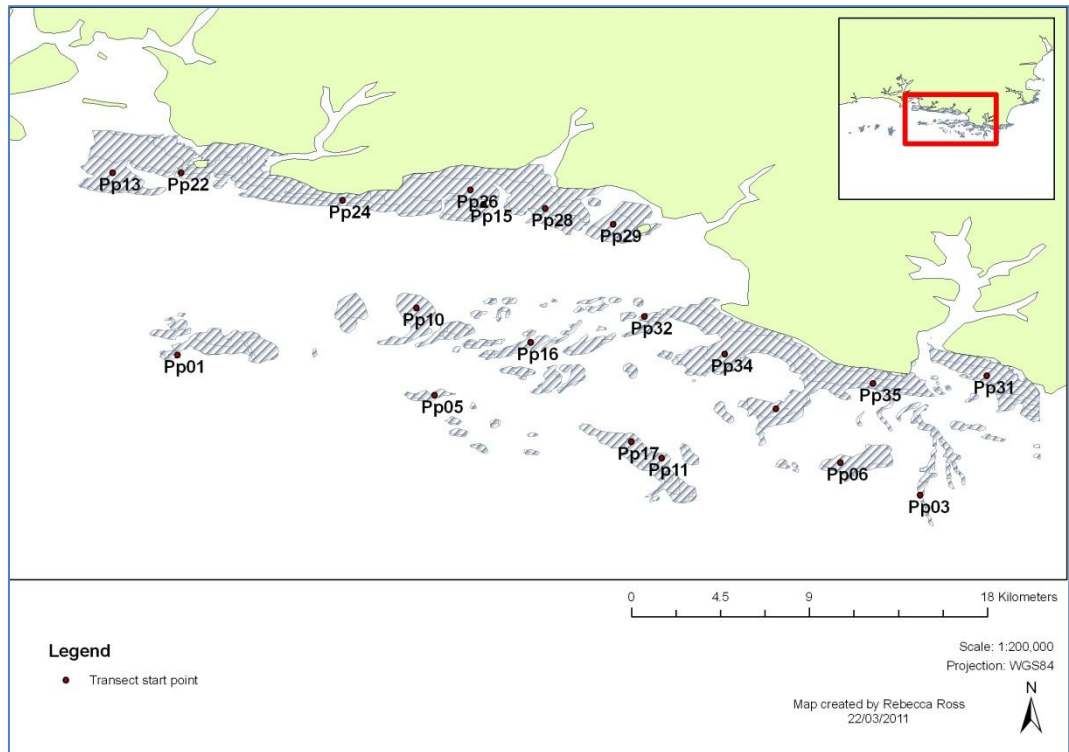 Pp13
Pp22
Pp24
Pp26
Pp15
Pp28
Pp29
Pp10
Pp32
Pp16
Pp01
Pp34
Pp35
Pp31
Pp05
Pp17
Pp11
Pp06
Pp03
0 4.5 9 18 Kilometers
Legend
Transect start point
Scale: 1:200,000
Projection: WGS84
Map created by Rebecca Ross
22/03/2011
N